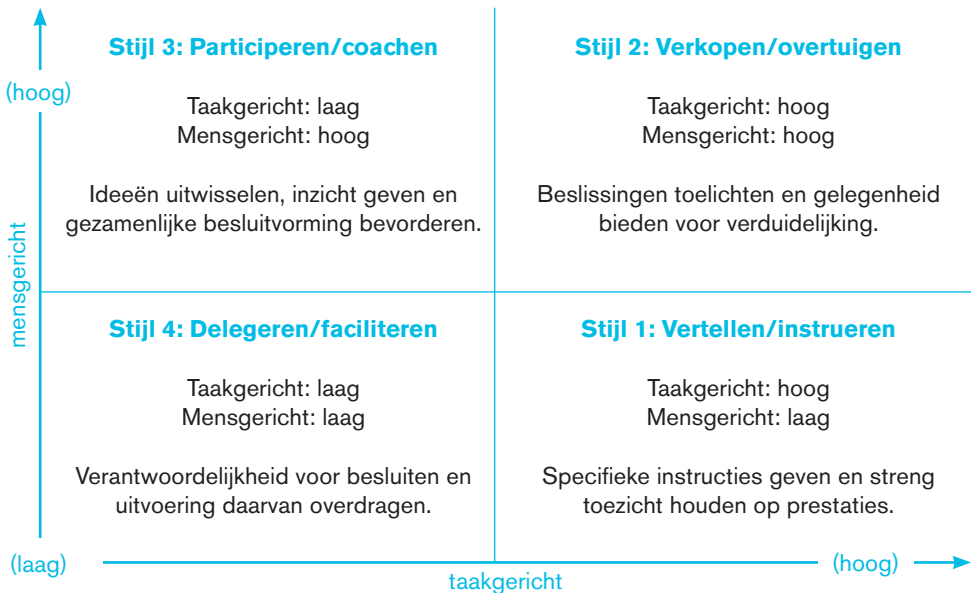 (hoog)
mensgericht
Stijl 3: Participeren/coachen
Taakgericht: laag
Mensgericht: hoog
Ideeën uitwisselen, inzicht geven en
gezamenlijke besluitvorming bevorderen.
Stijl 2: Verkopen/overtuigen
Taakgericht: hoog
Mensgericht: hoog
Beslissingen toelichten en gelegenheid
bieden voor verduidelijking.
Stijl 4: Delegeren/faciliteren
Taakgericht: laag
Mensgericht: laag
Verantwoordelijkheid voor besluiten en
uitvoering daarvan overdragen.
Stijl 1: Vertellen/instrueren
Taakgericht: hoog
Mensgericht: laag
Specifieke instructies geven en streng
toezicht houden op prestaties.
(laag)
taakgericht
(hoog)